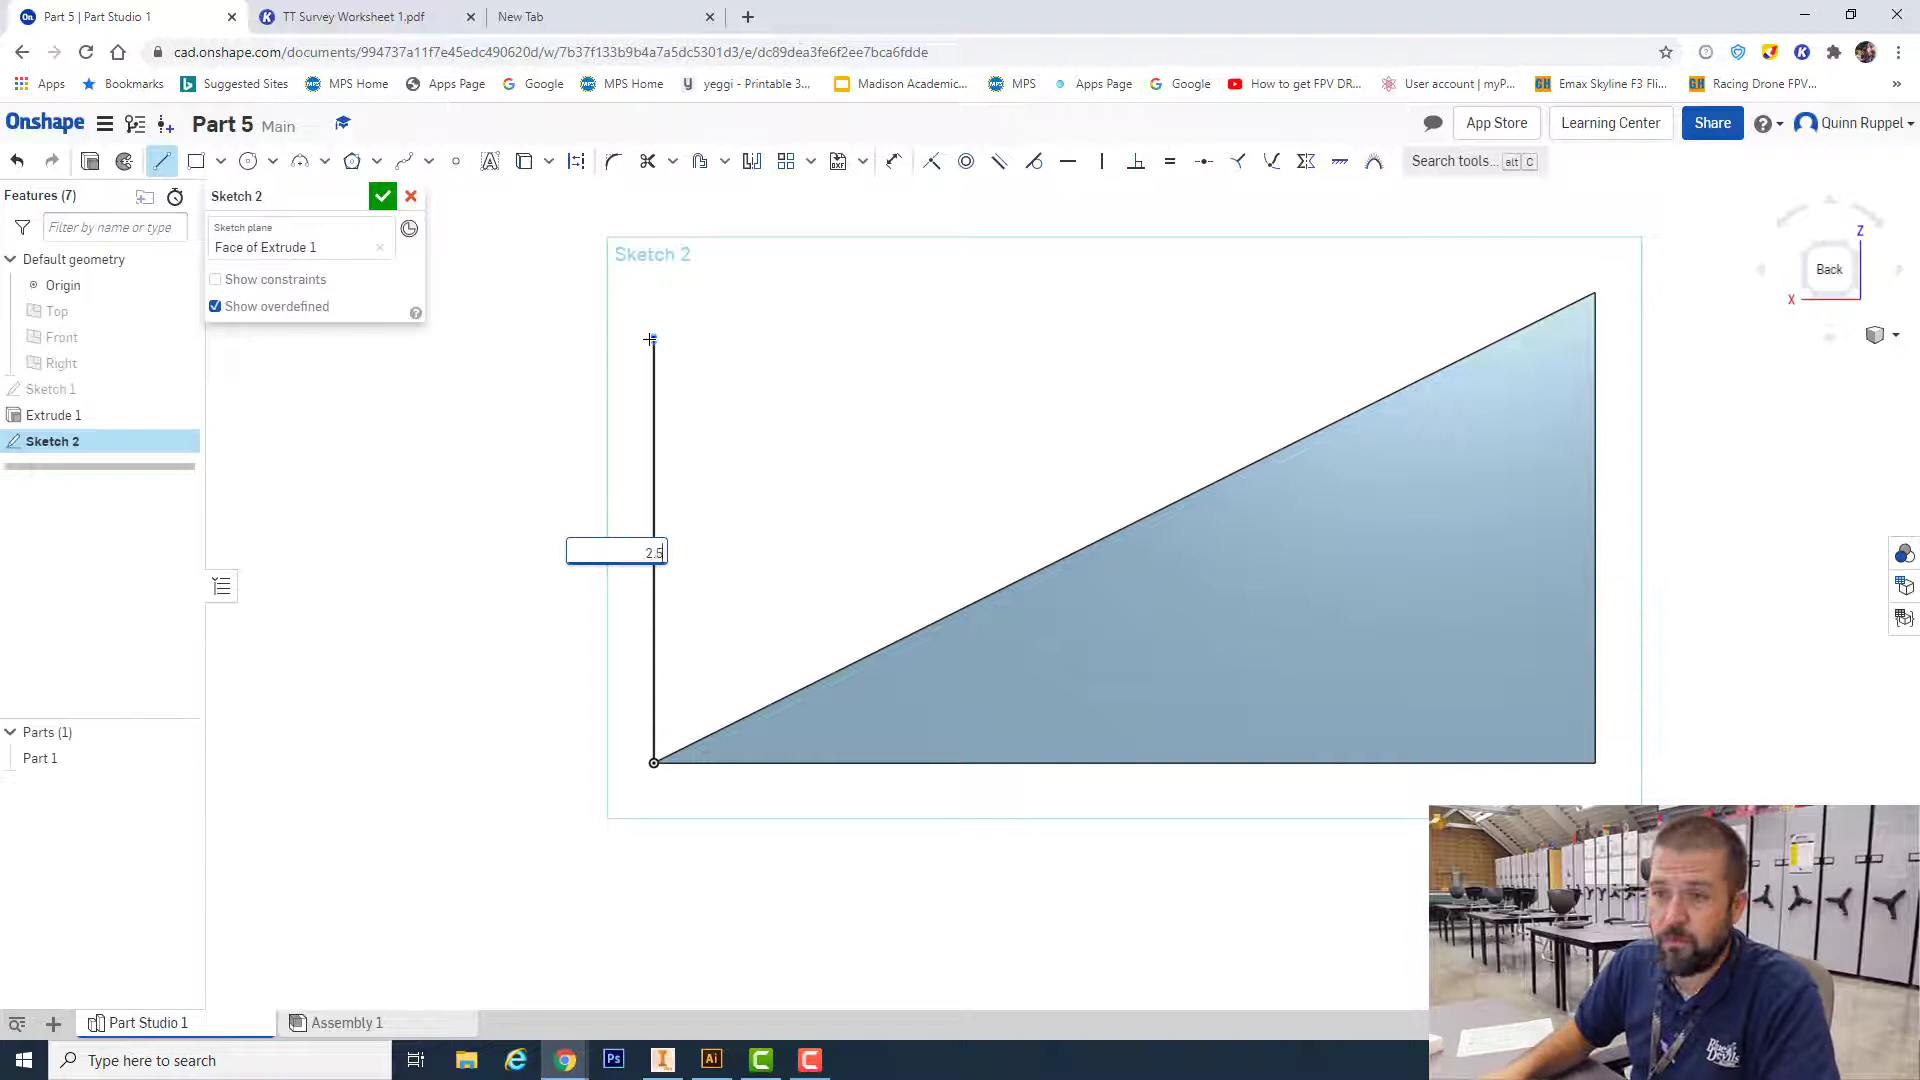 Part 5 | Part Studio 1
TT Survey Worksheet 1.pdf
New Tab
cad.onshape.com/documents/994737a11f7e45edc490620d/w/7b37f133b9b4a7a5dc5301d3/e/dc89dea3fe6f2ee7bca6fdde
Apps
Bookmarks
Suggested Sites
MPS Home
Apps Page
Google
MPS Home
yeggi - Printable 3...
Madison Academic...
MPS
Apps Page
Google
How to get FPV DR...
User account | myP...
Emax Skyline F3 Fli...
Racing Drone FPV...
Onshape
Part 5 Main
App Store
Learning Center
Share
Quinn Ruppel
Search tools... alt C
Features (7)
Filter by name or type
Default geometry
Origin
Top
Front
Right
Sketch 1
Extrude 1
Sketch 2
Parts (1)
Part 1
Sketch 2
Sketch plane
Face of Extrude 1
Show constraints
Show overdefined
Sketch 2
2.5
Z
Back
X
Blue Devils
Part Studio 1
Assembly 1
Type here to search